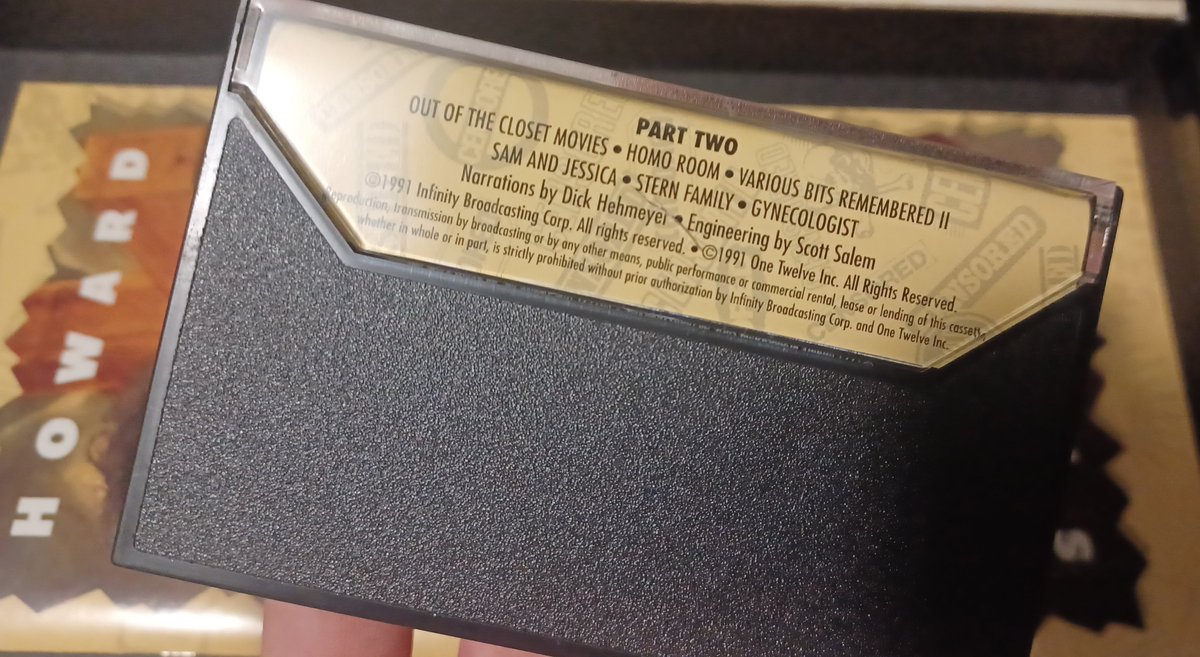 PART TWO
OUT OF THE CLOSET MOVIES • HOMO ROOM • VARIOUS BITS REMEMBERED II
SAM AND JESSICA • STERN FAMILY • GYNECOLOGIST
Narrations by Dick Hehmeyer • Engineering by Scott Salem
©1991 Infinity Broadcasting Corp. All rights reserved. • ©1991 One Twelve Inc. All Rights Reserved.
Reproduction, transmission by broadcasting or by any other means, public performance or commercial rental, lease or lending of this cassette,
whether in whole or in part, is strictly prohibited without prior authorization by Infinity Broadcasting Corp. and One Twelve Inc.
HOWARD
S